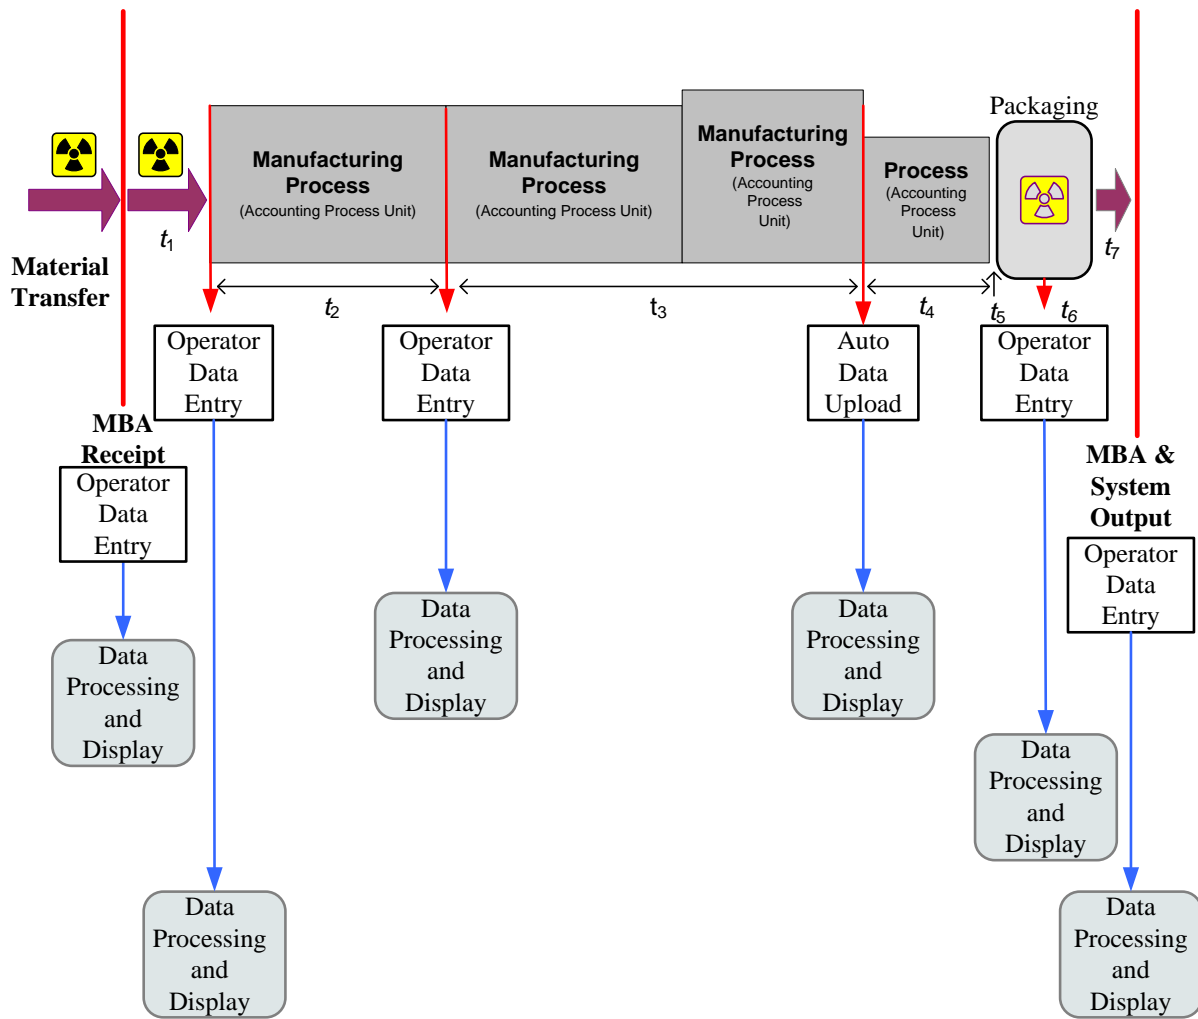 Packaging
Manufacturing
Process
(Accounting Process Unit)
Manufacturing
Process
(Accounting Process Unit)
Manufacturing
Process
(Accounting
Process
Unit)
Process
(Accounting
Process
Unit)
t1
Material
Transfer
t2
t3
t4
t5
t6
t7
Operator
Data
Entry
Operator
Data
Entry
Auto
Data
Upload
Operator
Data
Entry
MBA
Receipt
Operator
Data
Entry
MBA &
System
Output
Operator
Data
Entry
Data
Processing
and
Display
Data
Processing
and
Display
Data
Processing
and
Display
Data
Processing
and
Display
Data
Processing
and
Display
Data
Processing
and
Display